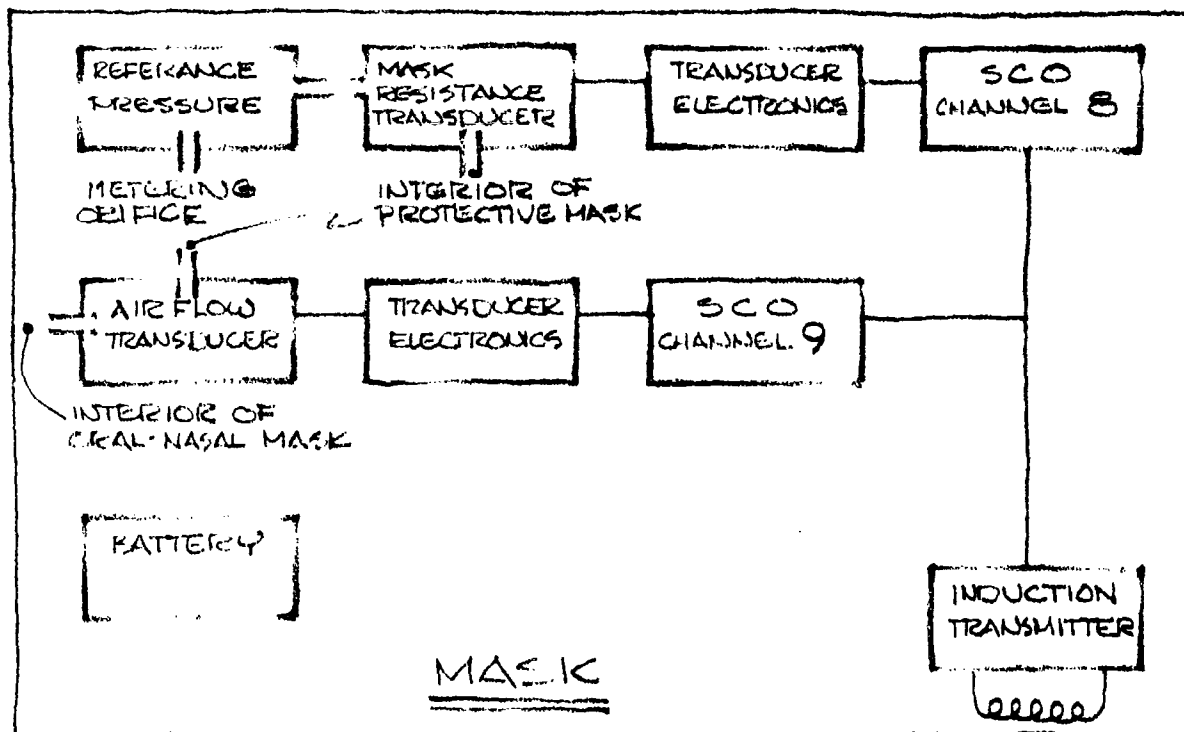 REFERANCE
PRESSURE
MASK
RESISTANCE
TRANSDUCER
TRANSDUCER
ELECTRONICS
SCO
CHANNEL 8
METERING
ORIFICE
INTERIOR OF
PROTECTIVE MASK
AIR FLOW
TRANSDUCER
TRANSDUCER
ELECTRONICS
SCO
CHANNEL. 9
INTERIOR OF
ORAL-NASAL MASK
BATTERY
INDUCTION
TRANSMITTER
MASK